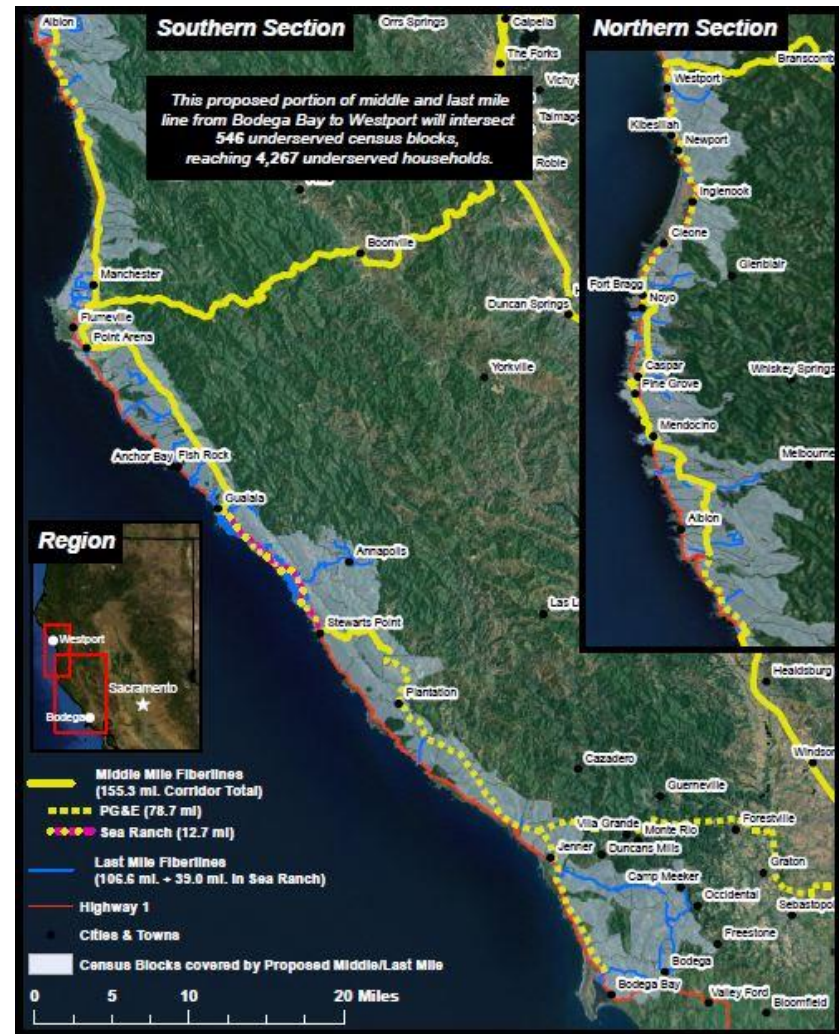 Southern Section
This proposed portion of middle and last mile
line from Bodega Bay to Westport will intersect
546 underserved census blocks,
reaching 4,267 underserved households.
Albion
Orrs Springs
Calpella
The Forks
Vichy
Talmage
Roble
Boonville
Manchester
Duncan Springs
Flumeville
Point Arena
Yorkville
Anchor Bay
Fish Rock
Gualala
Annapolis
Stewarts Point
Las L
Plantation
Healdsburg
Windsor
Cazadero
Guerneville
Villa Grande
Monte Rio
Forestville
Jenner
Duncans Mills
Graton
Camp Meeker
Occidental
Sebastopol
Freestone
Bodega
Bodega Bay
Valley Ford
Bloomfield
Northern Section
Branscomb
Westport
Kibesillah
Newport
Inglenook
Cleone
Glenblair
Fort Bragg
Noyo
Caspar
Pine Grove
Whiskey Springs
Mendocino
Melbourne
Albion
Region
Westport
Sacramento
Bodega
Middle Mile Fiberlines
(155.3 mi. Corridor Total)
PG&E (78.7 mi)
Sea Ranch (12.7 mi)
Last Mile Fiberlines
(106.6 mi. + 39.0 mi. in Sea Ranch)
Highway 1
Cities & Towns
Census Blocks covered by Proposed Middle/Last Mile
0 5 10 20 Miles